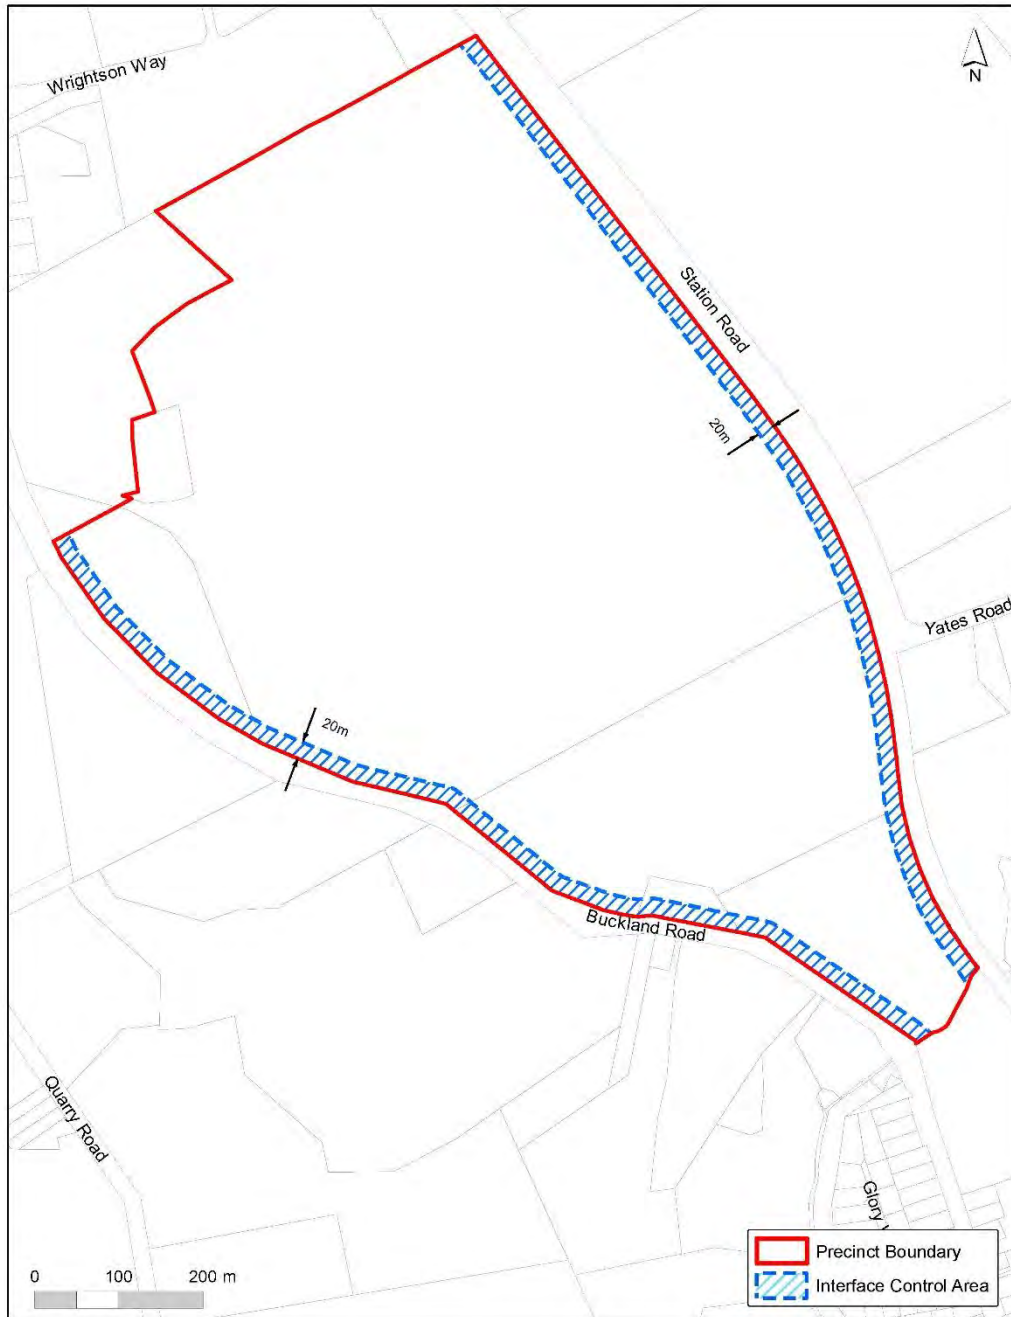 Wrightson Way
N
Station Road
20m
Yates Road
20m
Buckland Road
Quarry Road
Glory
Precinct Boundary
Interface Control Area
0 100 200 m